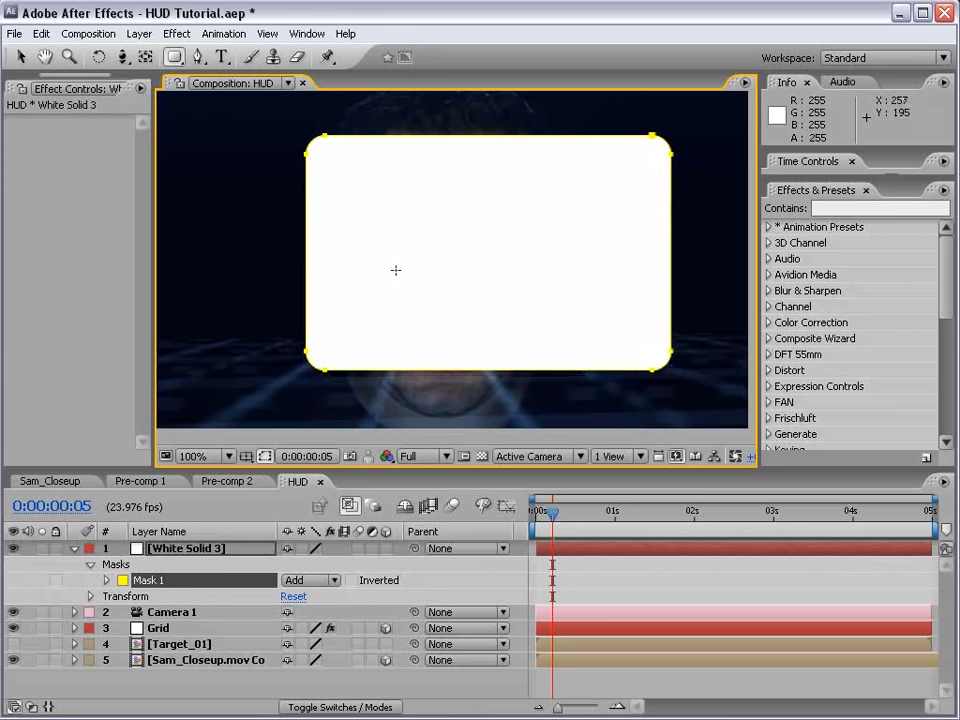 Adobe After Effects - HUD Tutorial.aep *
File Edit Composition Layer Effect Animation View Window Help
Workspace: Standard
Effect Controls: Wh
HUD * White Solid 3
Composition: HUD
Info Audio
R: 255
G: 255
B: 255
A: 255
X: 257
Y: 195
Time Controls
Effects & Presets
Contains:
* Animation Presets
3D Channel
Audio
Avidion Media
Blur & Sharpen
Channel
Color Correction
Composite Wizard
DFT 55mm
Distort
Expression Controls
FAN
Frischluft
Generate
Keying
100% 0:00:00:05 Full Active Camera 1 View
Sam_Closeup Pre-comp 1 Pre-comp 2 HUD
0:00:00:05 (23.976 fps)
# Layer Name Parent
:00s 01s 02s 03s 04s 05s
1 [White Solid 3] None
Masks
Mask 1 Add Inverted
Transform Reset
2 Camera 1 None
3 Grid None
4 [Target_01] None
5 [Sam_Closeup.mov Co None
Toggle Switches / Modes